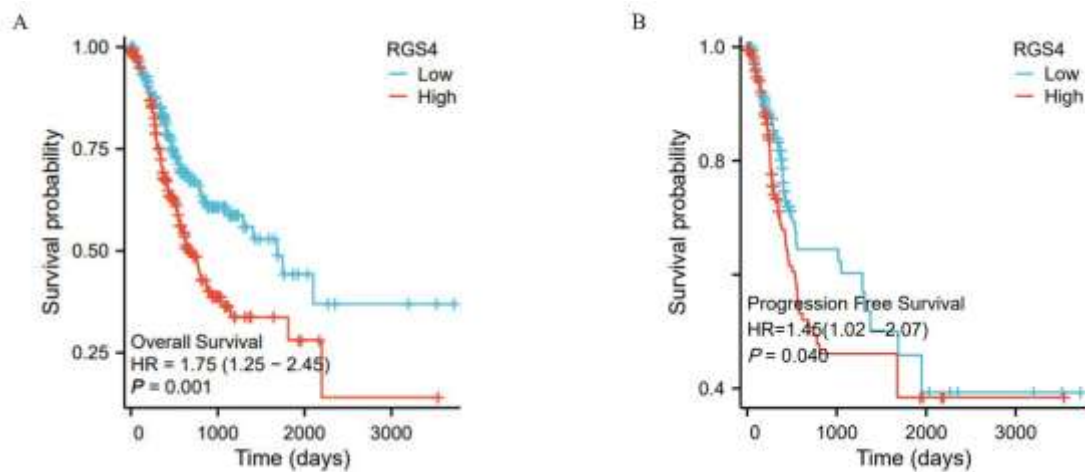 A
RGS4
Low
High
1.00
0.75
0.50
0.25
Survival probability
Overall Survival
HR = 1.75 (1.25 − 2.45)
P = 0.001
0 1000 2000 3000
Time (days)
B
RGS4
Low
High
1.0
0.8
0.4
Survival probability
Progression Free Survival
HR=1.45(1.02 −2.07)
P = 0.040
0 1000 2000 3000
Time (days)